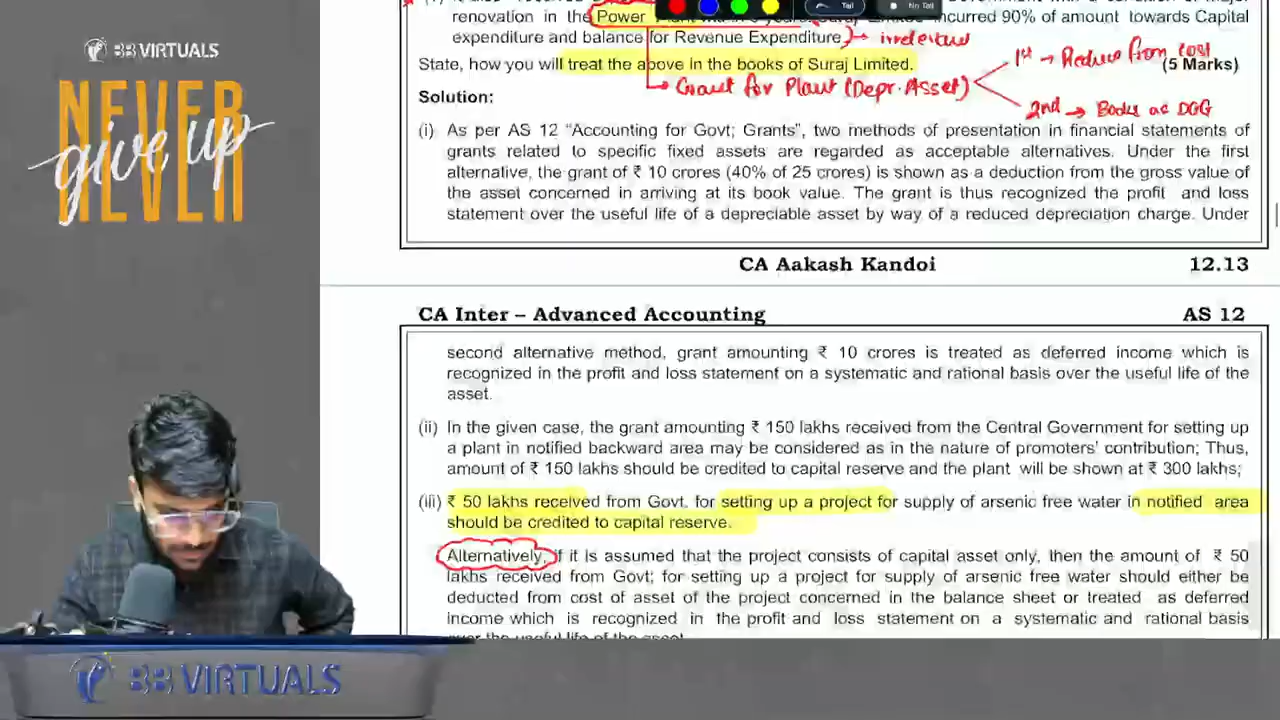 BB VIRTUALS
NEVER
give up
NEVER
renovation in the Power incurred 90% of amount towards Capital
expenditure and balance for Revenue Expenditure
State, how you will treat the above in the books of Suraj Limited.
(5 Marks)
Grant for Plant (Depr. Asset)
1st → Reduce from cost
2nd → Books as DGG
Solution:
(i) As per AS 12 “Accounting for Govt; Grants”, two methods of presentation in financial statements of
grants related to specific fixed assets are regarded as acceptable alternatives. Under the first
alternative, the grant of ₹ 10 crores (40% of 25 crores) is shown as a deduction from the gross value of
the asset concerned in arriving at its book value. The grant is thus recognized the profit and loss
statement over the useful life of a depreciable asset by way of a reduced depreciation charge. Under
CA Aakash Kandoi 12.13
CA Inter – Advanced Accounting AS 12
second alternative method, grant amounting ₹ 10 crores is treated as deferred income which is
recognized in the profit and loss statement on a systematic and rational basis over the useful life of the
asset.
(ii) In the given case, the grant amounting ₹ 150 lakhs received from the Central Government for setting up
a plant in notified backward area may be considered as in the nature of promoters’ contribution; Thus,
amount of ₹ 150 lakhs should be credited to capital reserve and the plant will be shown at ₹ 300 lakhs;
(iii) ₹ 50 lakhs received from Govt. for setting up a project for supply of arsenic free water in notified area
should be credited to capital reserve.
Alternatively, if it is assumed that the project consists of capital asset only, then the amount of ₹ 50
lakhs received from Govt; for setting up a project for supply of arsenic free water should either be
deducted from cost of asset of the project concerned in the balance sheet or treated as deferred
income which is recognized in the profit and loss statement on a systematic and rational basis
over the useful life of the asset
BB VIRTUALS